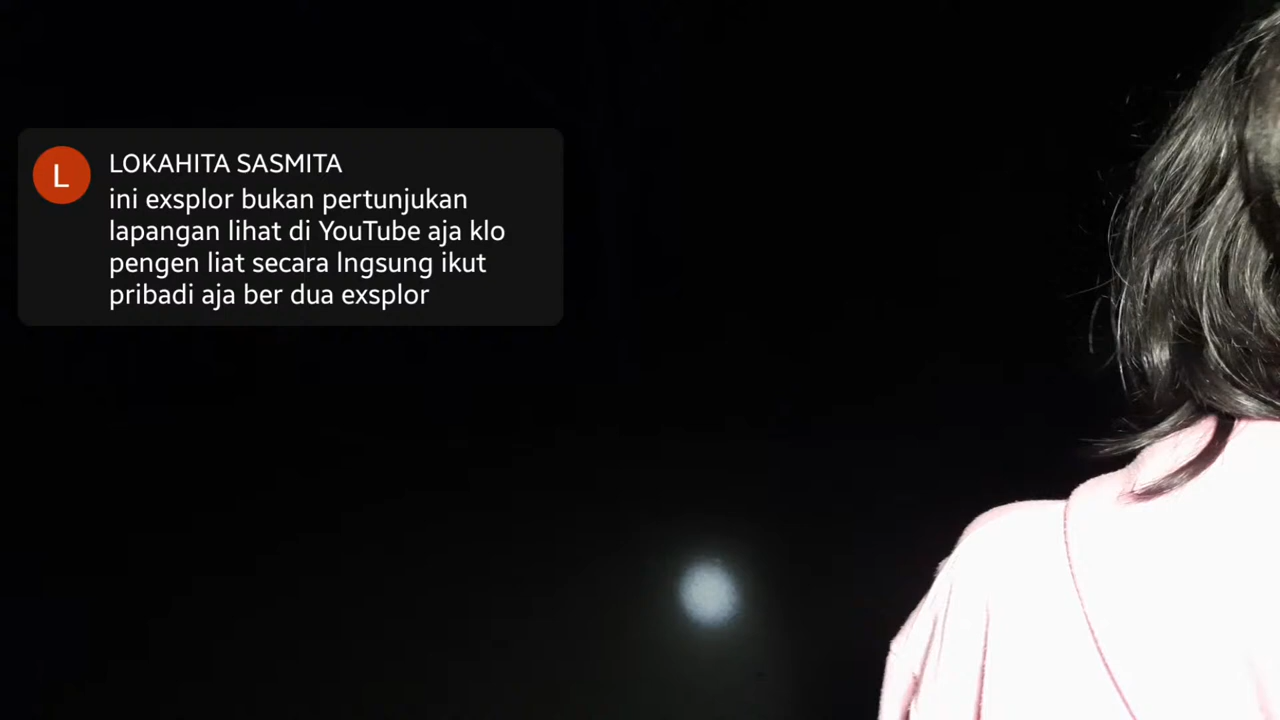 L
LOKAHITA SASMITA
ini exsplor bukan pertunjukan
lapangan lihat di YouTube aja klo
pengen liat secara lngsung ikut
pribadi aja ber dua exsplor